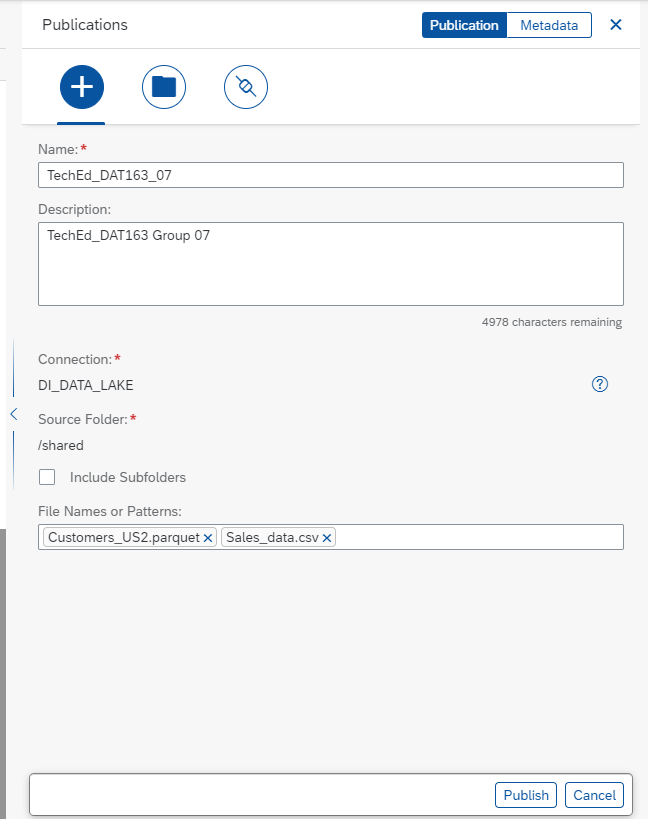 Publications
Publication Metadata
Name:*
TechEd_DAT163_07
Description:
TechEd_DAT163 Group 07
4978 characters remaining
Connection:*
DI_DATA_LAKE
Source Folder:*
/shared
Include Subfolders
File Names or Patterns:
Customers_US2.parquet Sales_data.csv
Publish Cancel